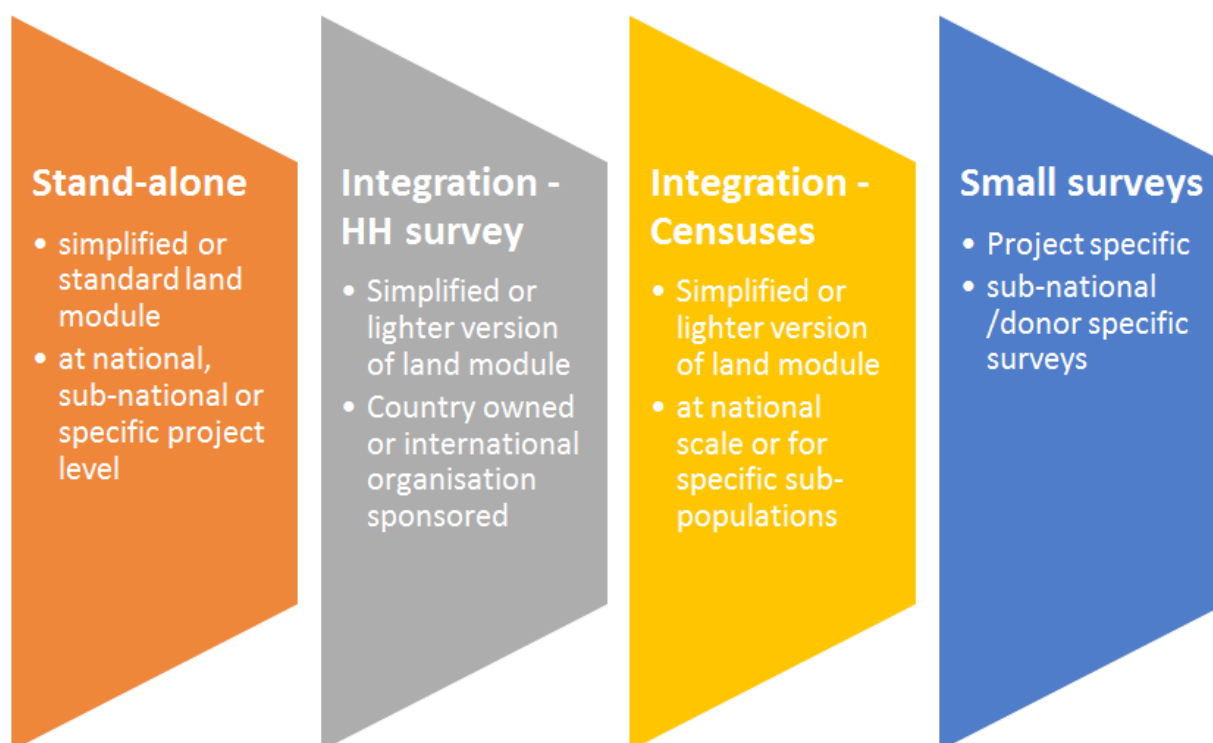 Stand-alone
• simplified or
standard land
module
• at national,
sub-national or
specific project
level
Integration -
HH survey
• Simplified or
lighter version
of land module
• Country owned
or international
organisation
sponsored
Integration -
Censuses
• Simplified or
lighter version
of land module
• at national
scale or for
specific sub-
populations
Small surveys
• Project specific
• sub-national
/donor specific
surveys